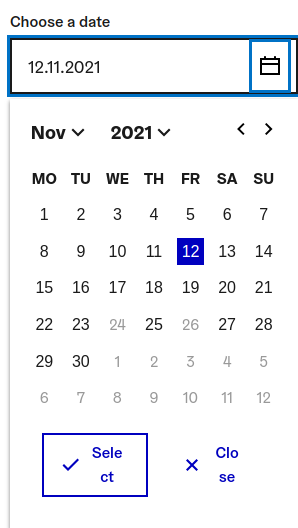 Choose a date
12.11.2021
Nov 2021
MO TU WE TH FR SA SU
1 2 3 4 5 6 7
8 9 10 11 12 13 14
15 16 17 18 19 20 21
22 23 24 25 26 27 28
29 30 1 2 3 4 5
6 7 8 9 10 11 12
Sele Clo
ct se